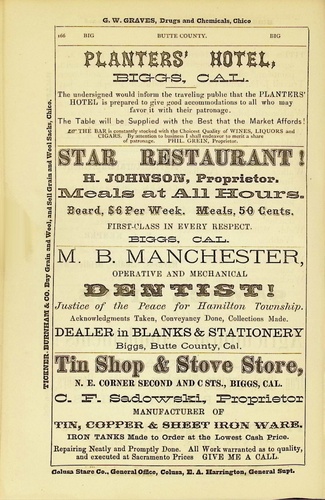 G. W. GRAVES, Drugs and Chemicals, Chico
166 BIG BUTTE COUNTY. BIG
PLANTERS' HOTEL,
BIGGS, CAL.
The undersigned would inform the traveling public that the PLANTERS'
HOTEL is prepared to give good accommodations to all who may
favor it with their patronage.
The Table will be Supplied with the Best that the Market Affords!
☞ THE BAR is constantly stocked with the Choicest Quality of WINES, LIQUORS and
CIGARS. By attention to business I shall endeavor to merit a share
of patronage. PHIL. GREEN, Proprietor.
STAR RESTAURANT!
H. JOHNSON, Proprietor.
Meals at All Hours.
Board, $6 Per Week. Meals, 50 Cents.
FIRST-CLASS IN EVERY RESPECT.
BIGGS, CAL.
M. B. MANCHESTER,
OPERATIVE AND MECHANICAL
DENTIST!
Justice of the Peace for Hamilton Township.
Acknowledgments Taken, Conveyancy Done, Collections Made.
DEALER in BLANKS & STATIONERY
Biggs, Butte County, Cal.
Tin Shop & Stove Store,
N. E. CORNER SECOND AND C STS., BIGGS, CAL.
C. F. Sadowski, Proprietor
MANUFACTURER OF
TIN, COPPER & SHEET IRON WARE.
IRON TANKS Made to Order at the Lowest Cash Price.
Repairing Neatly and Promptly Done. All Work warranted as to quality,
and executed at Sacramento Prices GIVE ME A CALL.
Colusa Stage Co., General Office, Colusa, E. A. Harrington, General Supt.
TICKNER, BURNHAM & CO. Buy Grain and Wool, and Sell Grain and Wool Sacks, Chico.